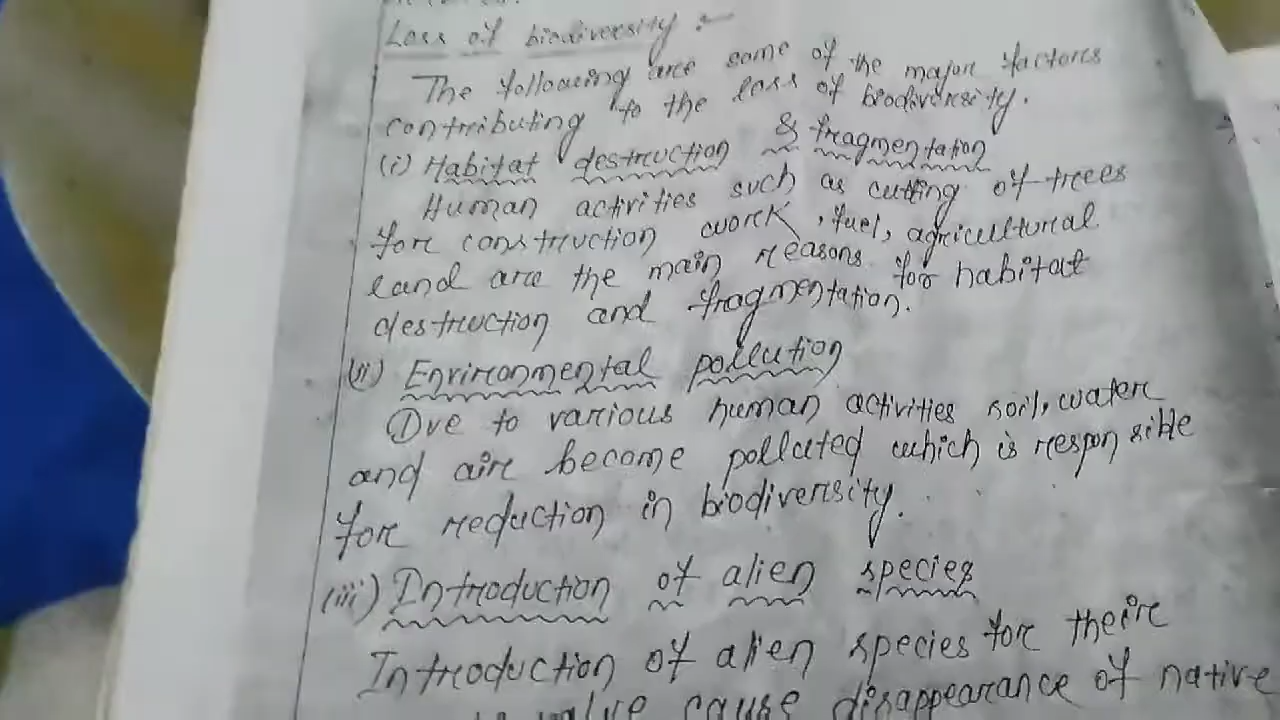 Loss of biodiversity :-
The following are some of the major factors
contributing to the loss of biodiversity.
(i) Habitat destruction & fragmentation
Human activities such as cutting of trees
for construction work, fuel, agricultural
land are the main reasons for habitat
destruction and fragmentation.
(ii) Environmental pollution
Due to various human activities soil, water
and air become polluted which is responsible
for reduction in biodiversity.
(iii) Introduction of alien species
Introduction of alien species for their
value cause disappearance of native